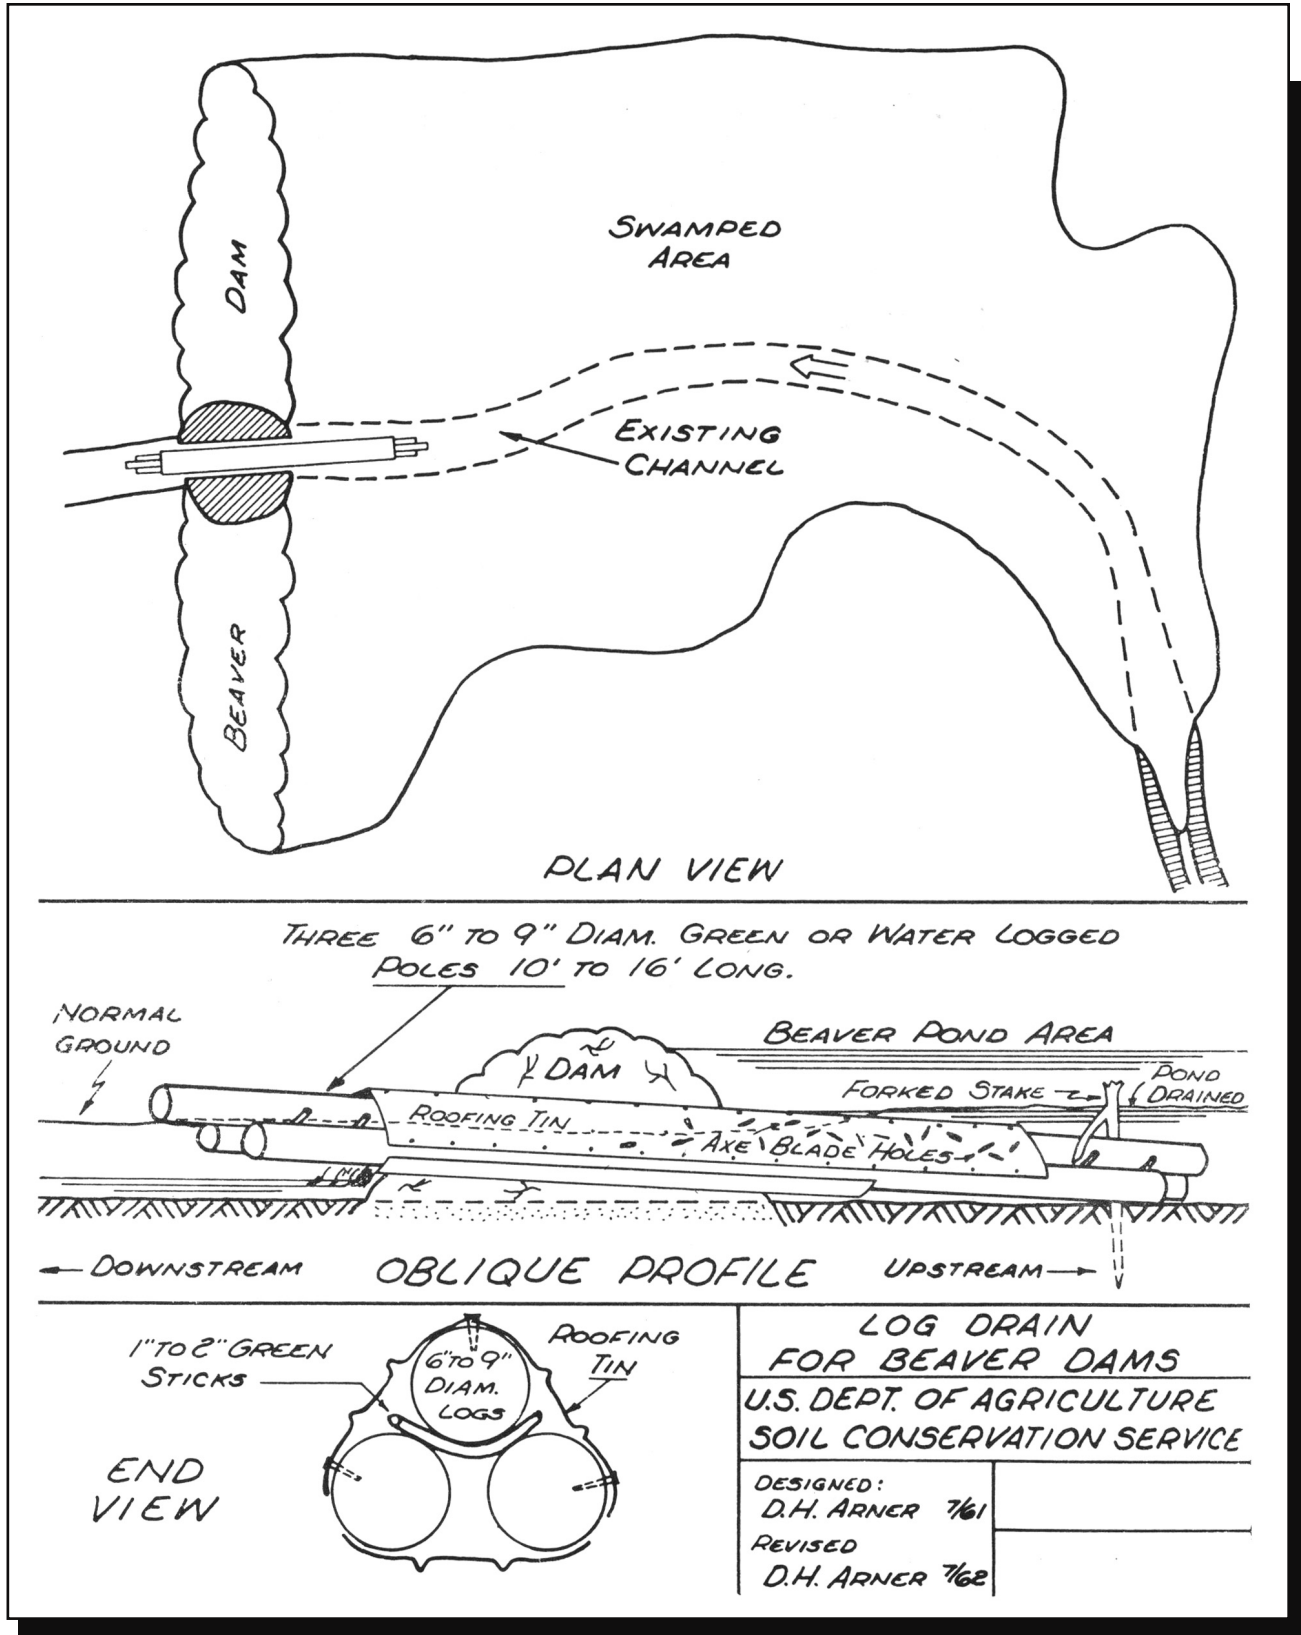 SWAMPED
AREA
DAM
EXISTING
CHANNEL
BEAVER
PLAN VIEW
THREE 6" TO 9" DIAM. GREEN OR WATER LOGGED
POLES 10' TO 16' LONG.
NORMAL
GROUND
BEAVER POND AREA
DAM
FORKED STAKE
POND
DRAINED
ROOFING TIN
AXE BLADE HOLES
DOWNSTREAM
OBLIQUE PROFILE
UPSTREAM
1" TO 2" GREEN
STICKS
ROOFING
TIN
6" TO 9"
DIAM.
LOGS
END
VIEW
LOG DRAIN
FOR BEAVER DAMS
U.S. DEPT. OF AGRICULTURE
SOIL CONSERVATION SERVICE
DESIGNED:
D.H. ARNER 7/61
REVISED
D.H. ARNER 7/62